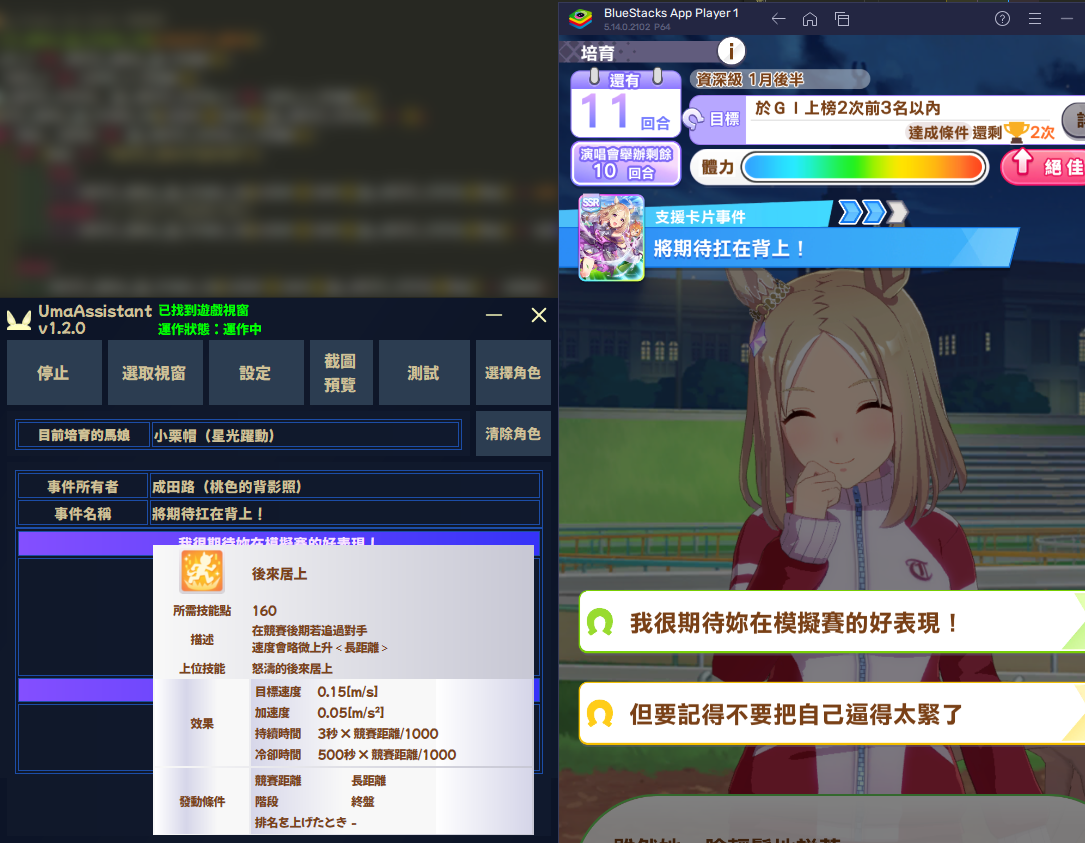 BlueStacks App Player 1
5.14.0.2102 P64
培育
還有
11
回合
資深級 1月後半
目標
於ＧⅠ上榜2次前3名以內
達成條件 還剩
2次
演唱會舉辦剩餘
10 回合
體力
絕佳
SSR
支援卡片事件
將期待扛在背上！
我很期待妳在模擬賽的好表現！
但要記得不要把自己逼得太緊了
UmaAssistant
v1.2.0
已找到遊戲視窗
運作狀態：運作中
停止
選取視窗
設定
截圖
預覽
測試
選擇角色
目前培育的馬娘
小栗帽（星光躍動）
清除角色
事件所有者
成田路（桃色的背影照）
事件名稱
將期待扛在背上！
我很期待妳在模擬賽的好表現！
後來居上
所需技能點
160
描述
在競賽後期若追過對手
速度會略微上升＜長距離＞
上位技能
怒濤的後來居上
效果
目標速度 0.15[m/s]
加速度 0.05[m/s²]
持續時間 3秒×競賽距離/1000
冷卻時間 500秒×競賽距離/1000
發動條件
競賽距離 長距離
階段 終盤
排名を上げたとき -